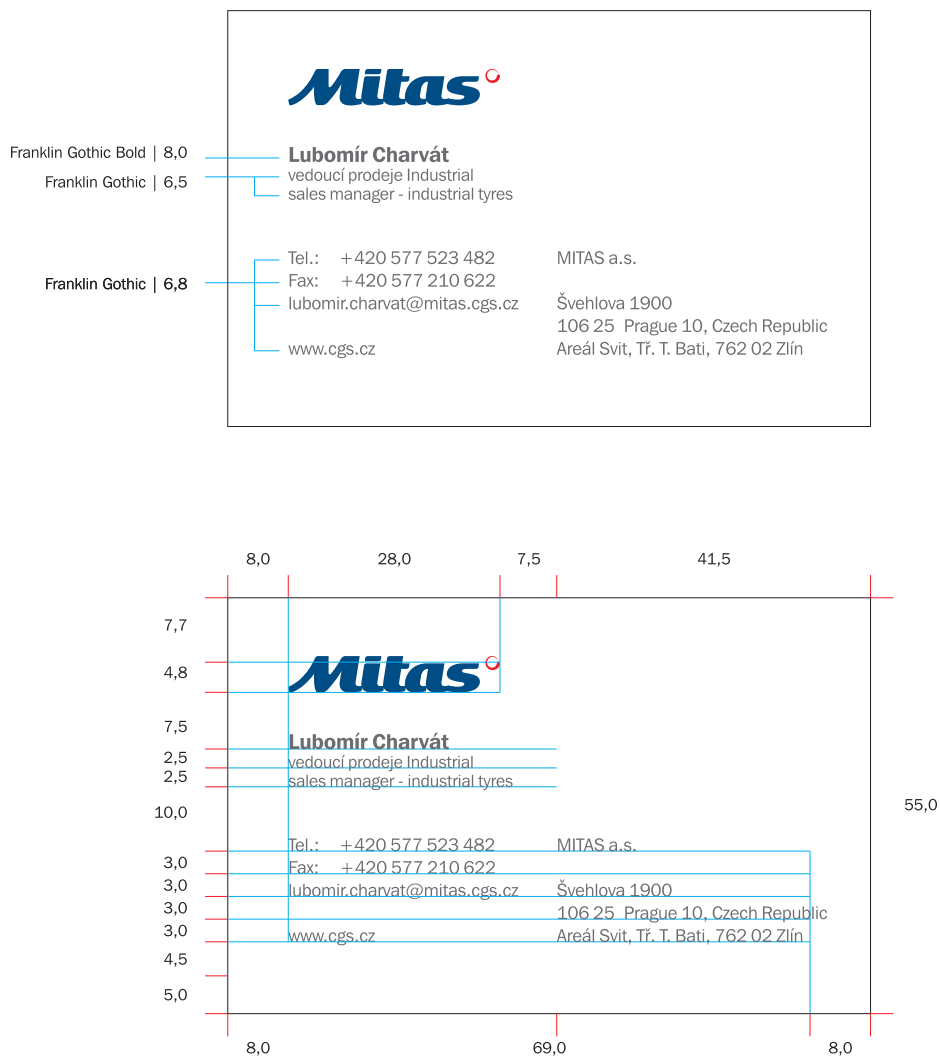 Mitas
Franklin Gothic Bold | 8,0
Lubomír Charvát
Franklin Gothic | 6,5
vedoucí prodeje Industrial
sales manager - industrial tyres
Tel.: +420 577 523 482 MITAS a.s.
Franklin Gothic | 6,8
Fax: +420 577 210 622
lubomir.charvat@mitas.cgs.cz Švehlova 1900
106 25 Prague 10, Czech Republic
www.cgs.cz Areál Svit, Tř. T. Bati, 762 02 Zlín
8,0 28,0 7,5 41,5
7,7
4,8
Mitas
7,5
Lubomír Charvát
2,5
vedoucí prodeje Industrial
2,5
sales manager - industrial tyres
10,0
55,0
Tel.: +420 577 523 482 MITAS a.s.
3,0
Fax: +420 577 210 622
3,0
lubomir.charvat@mitas.cgs.cz Švehlova 1900
3,0
106 25 Prague 10, Czech Republic
3,0
www.cgs.cz Areál Svit, Tř. T. Bati, 762 02 Zlín
4,5
5,0
8,0 69,0 8,0